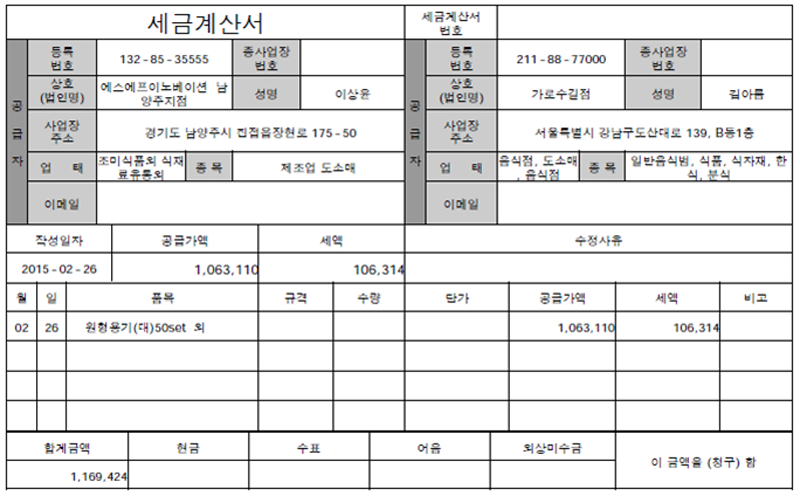 세금계산서
세금게산서
번호
공급자
등록
번호
132-85-35555
종사업장
번호
상호
(법인명)
에스에프이노베이션 남
양주지점
성명
이상윤
사업장
주소
경기도 남양주시 진접읍장현로 175-50
업 태
조미식품외 식재
료유통외
종 목
제조업 도소매
이메일
공급자
등록
번호
211-88-77000
종사업장
번호
상호
(법인명)
가로수길점
성명
김아름
사업장
주소
서울특별시 강남구도산대로 139, B동1층
업 태
음식점, 도소매
, 음식점
종 목
일반음식범, 식품, 식자재, 한
식, 분식
이메일
작성일자 공급가액 세액 수정사유
2015-02-26 1,063,110 106,314
월 일 품목 규격 수량 단가 공급가액 세액 비고
02 26 원형용기(대)50set 외 1,063,110 106,314
합계금액 현금 수표 어음 외상미수금
이 금액을 (청구) 함
1,169,424